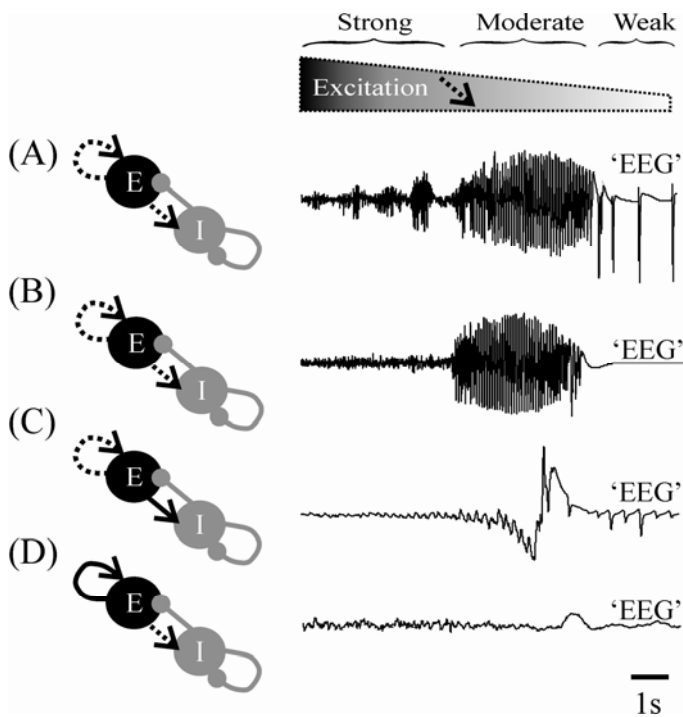 Strong Moderate Weak
Excitation
(A) E I 'EEG'
(B) E I 'EEG'
(C) E I 'EEG'
(D) E I 'EEG'
1s